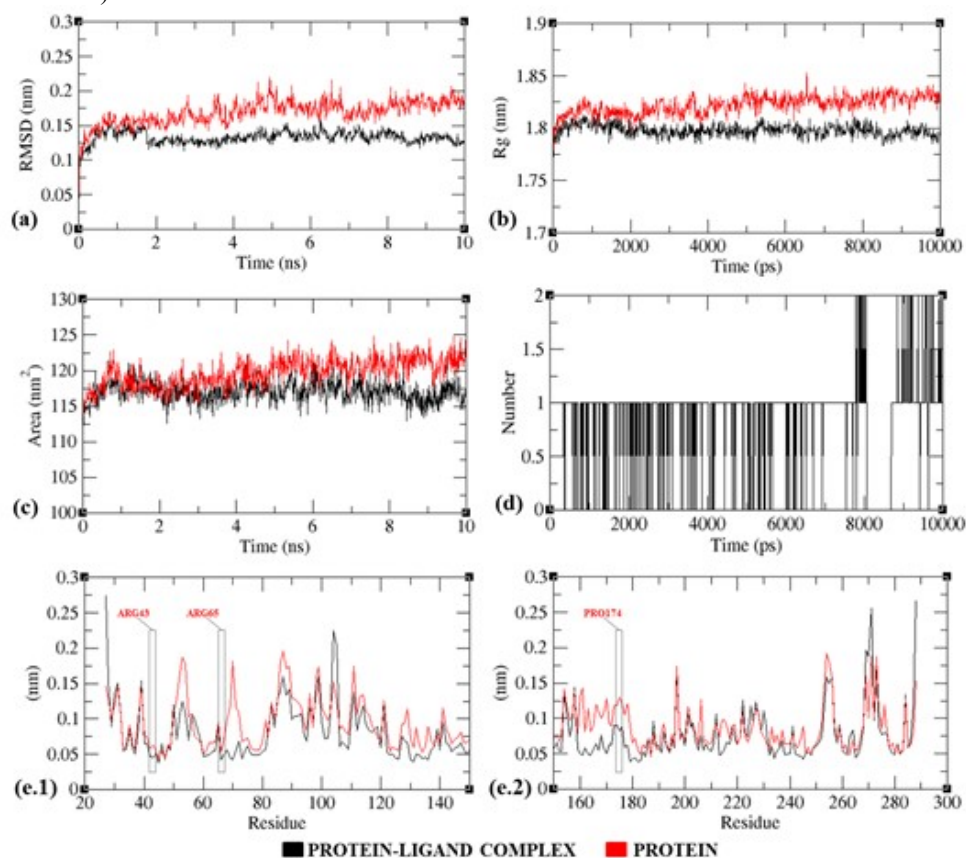 )
0.3
0.25
0.2
0.15
0.1
0.05
0
RMSD (nm)
0 2 4 6 8 10
Time (ns)
(a)
1.9
1.85
1.8
1.75
1.7
Rg (nm)
0 2000 4000 6000 8000 10000
Time (ps)
(b)
130
125
120
115
110
105
100
Area (nm²)
0 2 4 6 8 10
Time (ns)
(c)
2
1.5
1
0.5
0
Number
0 2000 4000 6000 8000 10000
Time (ps)
(d)
0.3
0.25
0.2
0.15
0.1
0.05
0
(nm)
ARG43 ARG65
20 40 60 80 100 120 140
Residue
(e.1)
0.3
0.25
0.2
0.15
0.1
0.05
0
(nm)
PRO174
150 200 250 300
Residue
(e.2)
PROTEIN-LIGAND COMPLEX PROTEIN